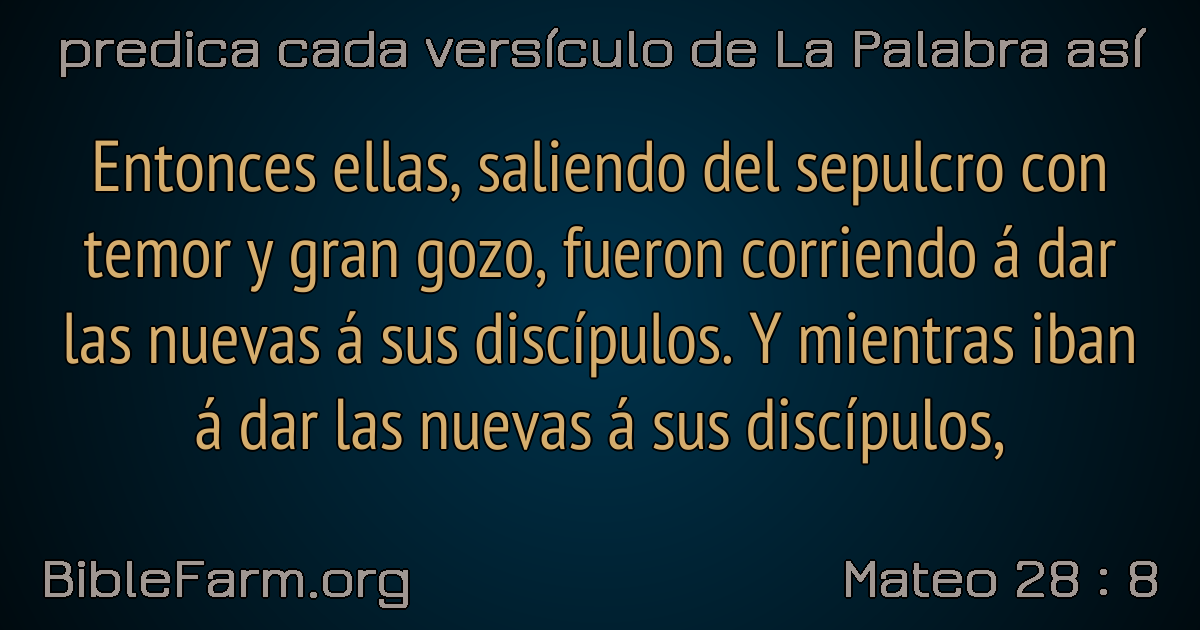 predica cada versículo de La Palabra así
Entonces ellas, saliendo del sepulcro con
temor y gran gozo, fueron corriendo á dar
las nuevas á sus discípulos. Y mientras iban
á dar las nuevas á sus discípulos,
BibleFarm.org
Mateo 28 : 8